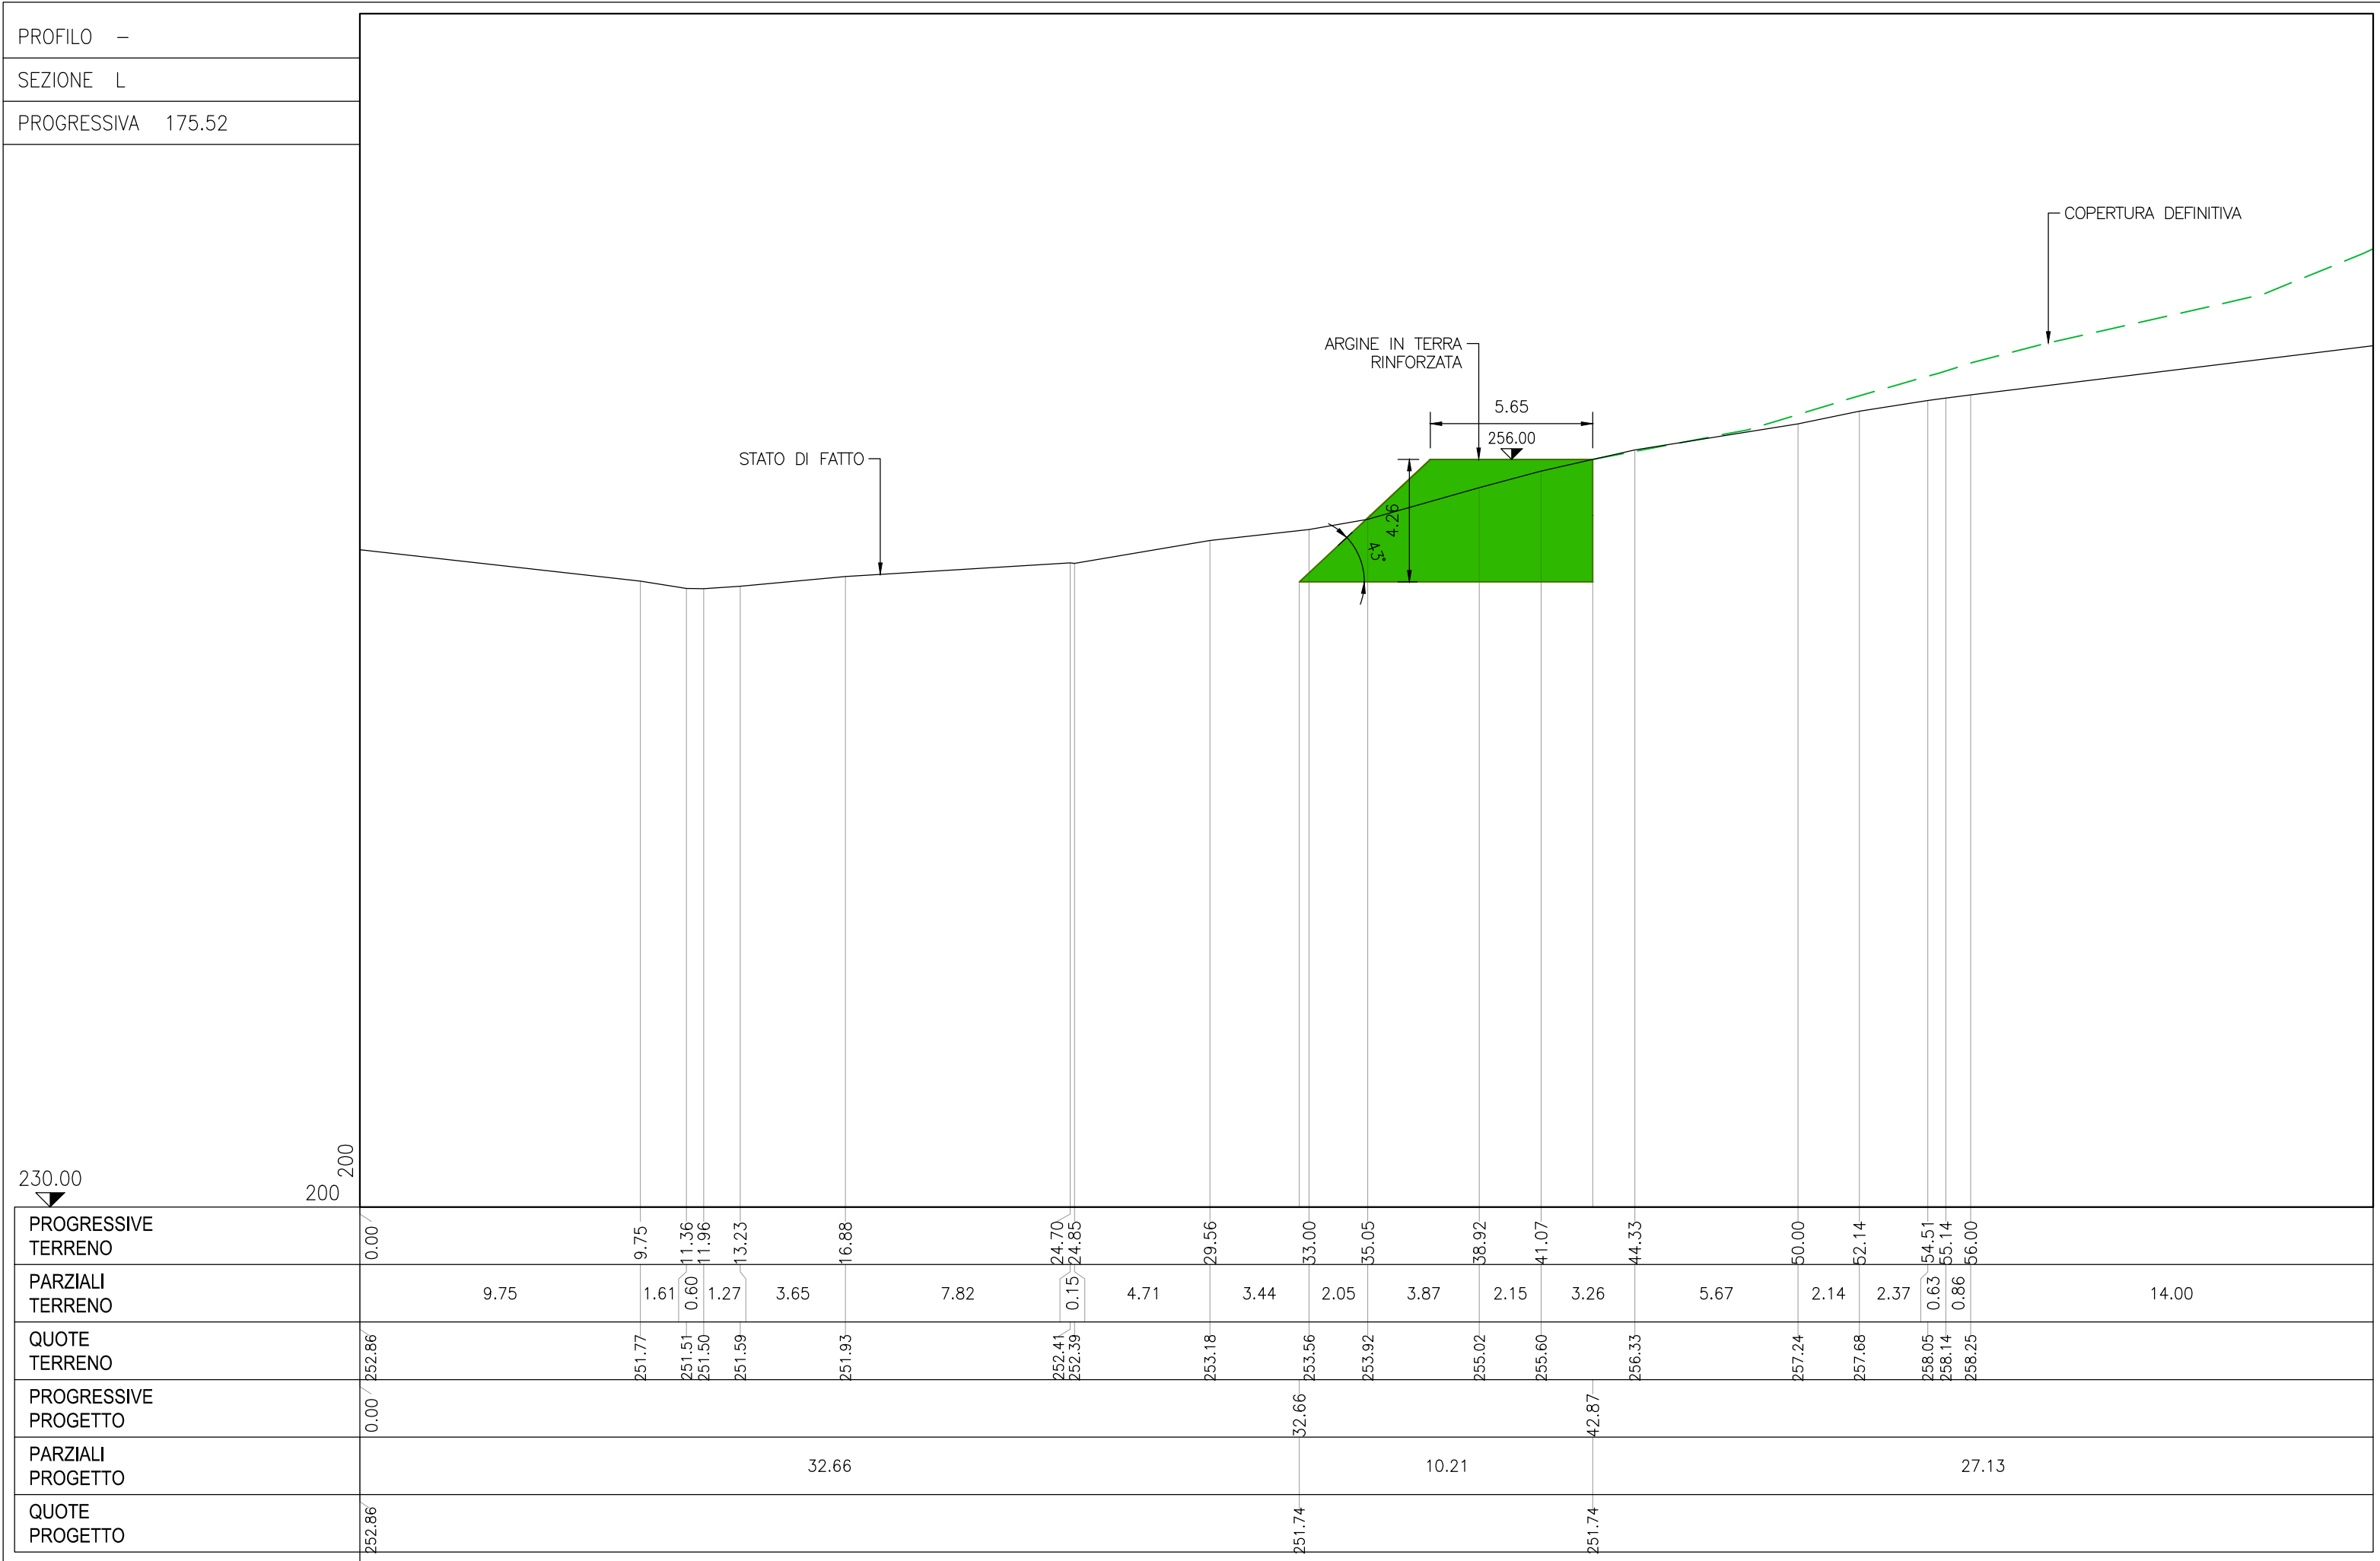 PROFILO -
SEZIONE L
PROGRESSIVA 175.52
COPERTURA DEFINITIVA
ARGINE IN TERRA
RINFORZATA
5.65
256.00
STATO DI FATTO
4.26
43°
200
230.00
200
PROGRESSIVE
TERRENO
0.00 9.75 11.36 11.96 13.23 16.88 24.70 24.85 29.56 33.00 35.05 38.92 41.07 44.33 50.00 52.14 54.51 55.14 56.00
PARZIALI
TERRENO
9.75 1.61 0.60 1.27 3.65 7.82 0.15 4.71 3.44 2.05 3.87 2.15 3.26 5.67 2.14 2.37 0.63 0.86 14.00
QUOTE
TERRENO
252.86 251.77 251.51 251.50 251.59 251.93 252.41 252.39 253.18 253.56 253.92 255.02 255.60 256.33 257.24 257.68 258.05 258.14 258.25
PROGRESSIVE
PROGETTO
0.00 32.66 42.87
PARZIALI
PROGETTO
32.66 10.21 27.13
QUOTE
PROGETTO
252.86 251.74 251.74